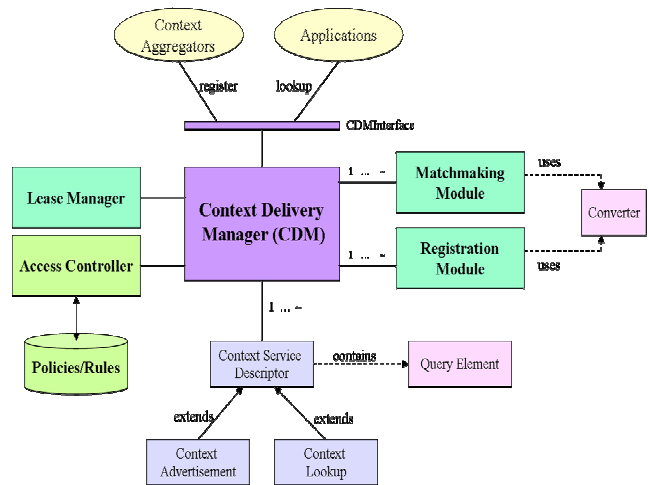 Context
Aggregators
Applications
register
lookup
CDMInterface
Lease Manager
Context Delivery
Manager (CDM)
1 ... ~
Matchmaking
Module
uses
Converter
Access Controller
1 ... ~
Registration
Module
uses
1 ... ~
Policies/Rules
Context Service
Descriptor
contains
Query Element
extends
extends
Context
Advertisement
Context
Lookup